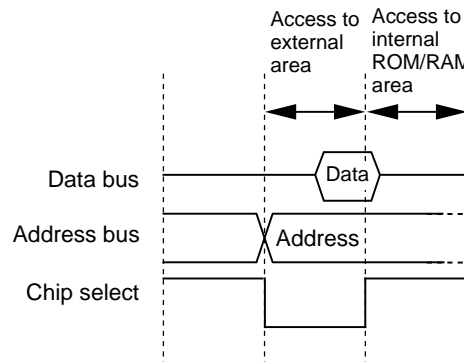 Access to
external
area
Access to
internal
ROM/RAM
area
Data bus
Data
Address bus
Address
Chip select